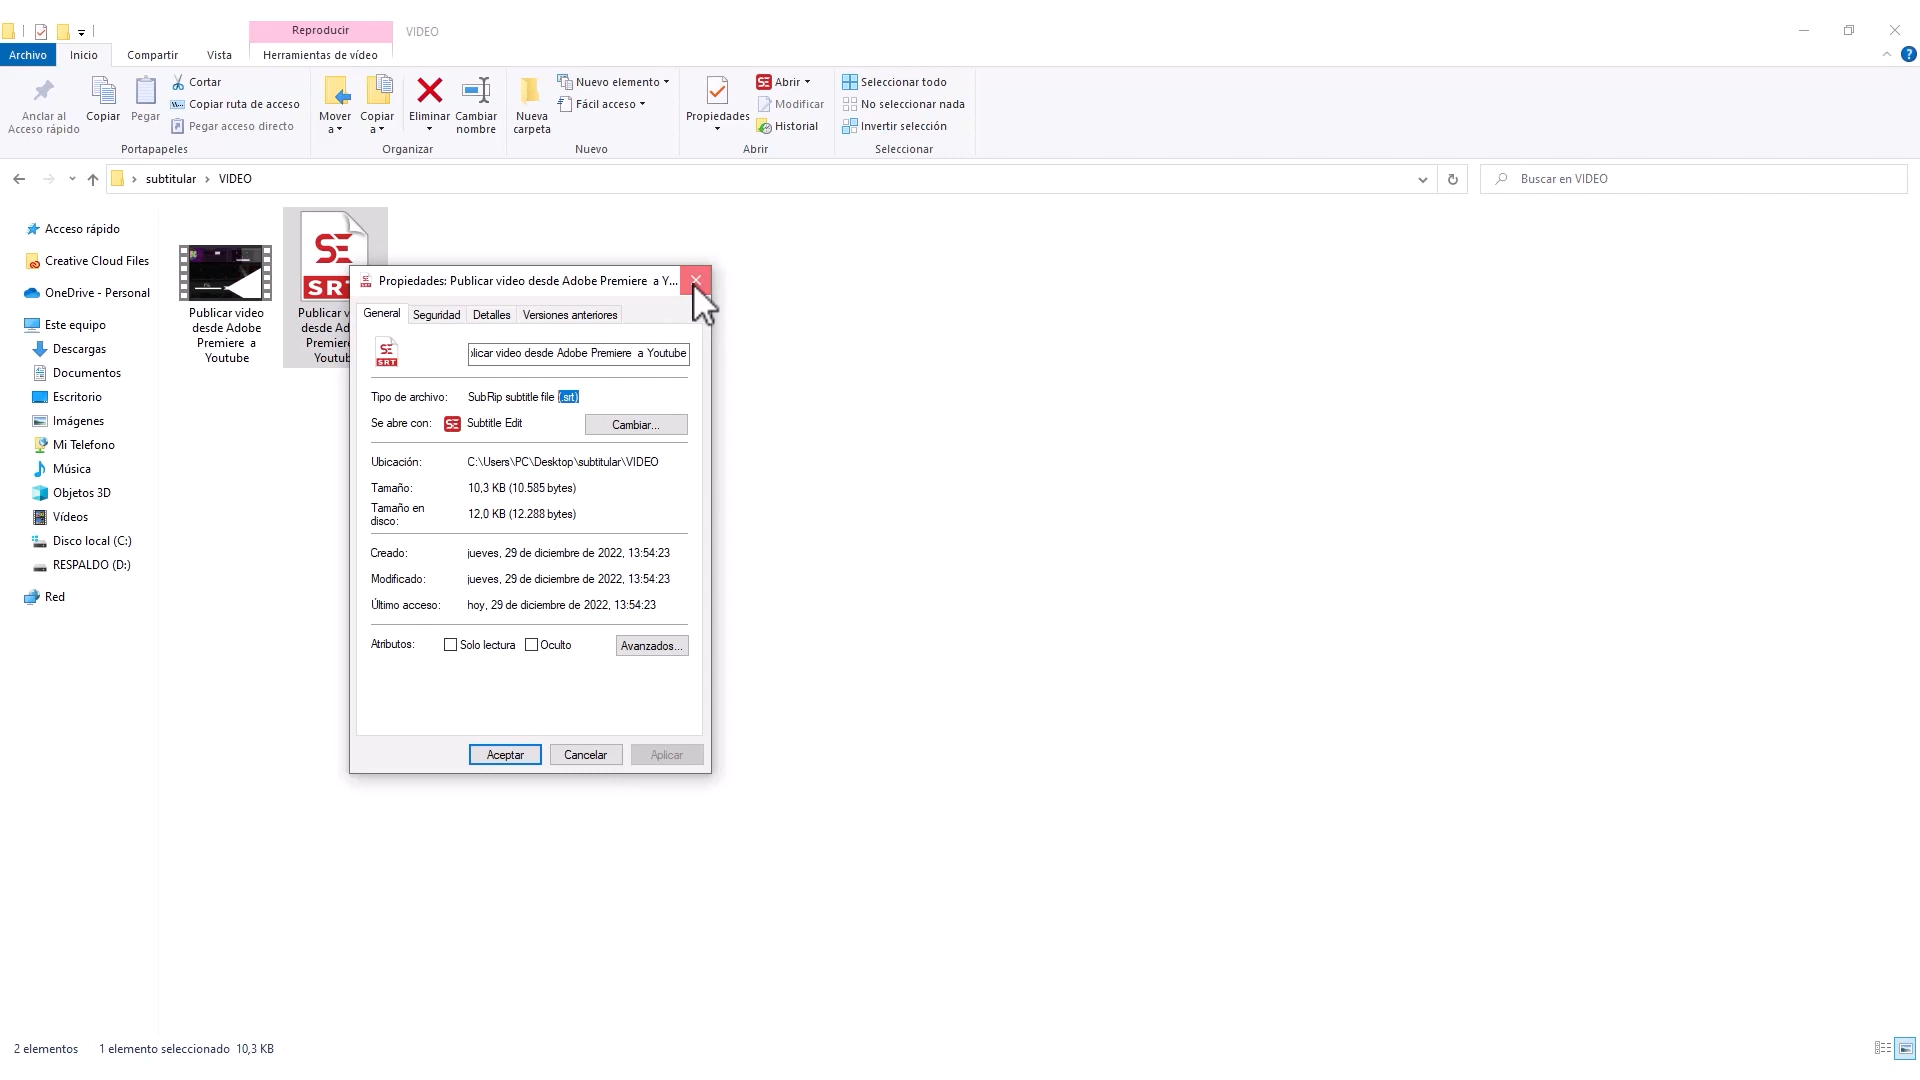 Reproducir
VIDEO
Archivo
Inicio
Compartir
Vista
Herramientas de vídeo
Anclar al
Acceso rápido
Copiar
Pegar
Cortar
Copiar ruta de acceso
Pegar acceso directo
Portapapeles
Mover
a
Copiar
a
Eliminar
Cambiar
nombre
Organizar
Nueva
carpeta
Nuevo elemento
Fácil acceso
Nuevo
Propiedades
Abrir
Modificar
Historial
Abrir
Seleccionar todo
No seleccionar nada
Invertir selección
Seleccionar
subtitular > VIDEO
Buscar en VIDEO
Acceso rápido
Creative Cloud Files
OneDrive - Personal
Este equipo
Descargas
Documentos
Escritorio
Imágenes
Mi Telefono
Música
Objetos 3D
Vídeos
Disco local (C:)
RESPALDO (D:)
Red
Publicar video
desde Adobe
Premiere a
Youtube
SE
SRT
Publicar v
desde Ad
Premiere
Youtub
Propiedades: Publicar video desde Adobe Premiere a Y...
General
Seguridad
Detalles
Versiones anteriores
SE
SRT
licar video desde Adobe Premiere a Youtube
Tipo de archivo: SubRip subtitle file (.srt)
Se abre con: SE Subtitle Edit
Cambiar...
Ubicación: C:\Users\PC\Desktop\subtitular\VIDEO
Tamaño: 10,3 KB (10.585 bytes)
Tamaño en
disco: 12,0 KB (12.288 bytes)
Creado: jueves, 29 de diciembre de 2022, 13:54:23
Modificado: jueves, 29 de diciembre de 2022, 13:54:23
Último acceso: hoy, 29 de diciembre de 2022, 13:54:23
Atributos: Solo lectura Oculto
Avanzados...
Aceptar
Cancelar
Aplicar
2 elementos 1 elemento seleccionado 10,3 KB